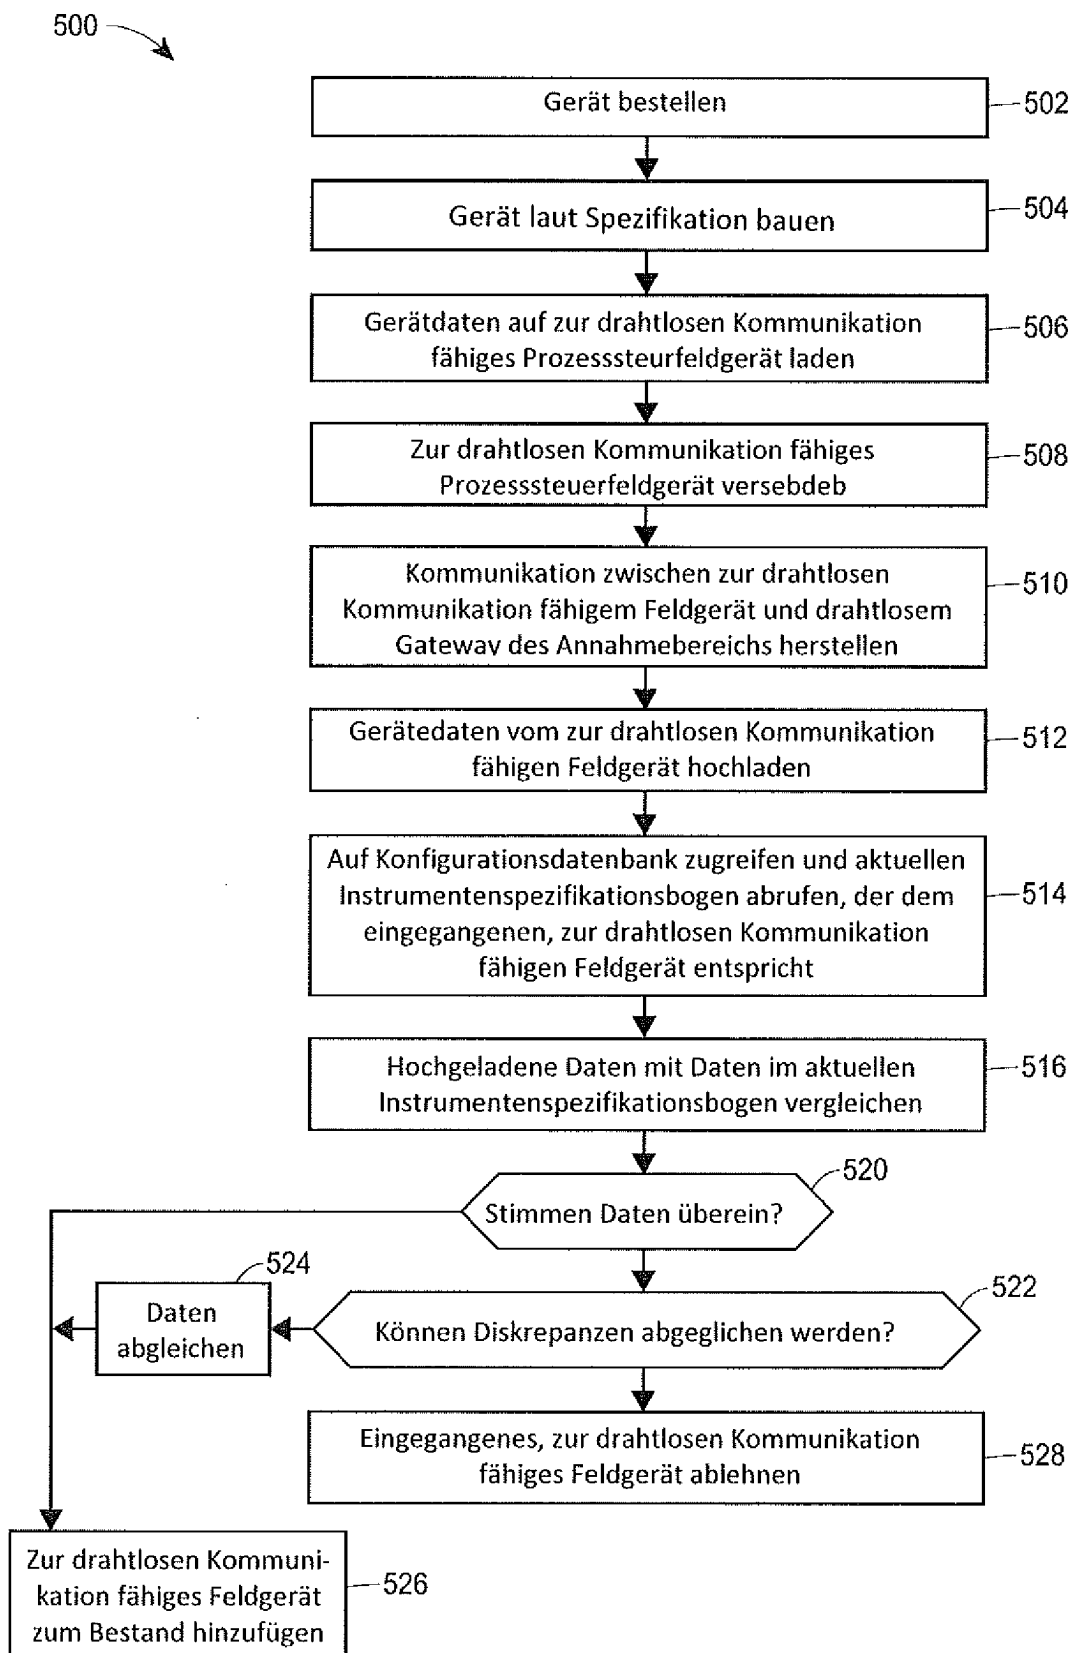 500
Gerät bestellen
502
Gerät laut Spezifikation bauen
504
Gerätdaten auf zur drahtlosen Kommunikation
fähiges Prozesssteurfeldgerät laden
506
Zur drahtlosen Kommunikation fähiges
Prozesssteuerfeldgerät versebdeb
508
Kommunikation zwischen zur drahtlosen
Kommunikation fähigem Feldgerät und drahtlosem
Gateway des Annahmebereichs herstellen
510
Gerätedaten vom zur drahtlosen Kommunikation
fähigen Feldgerät hochladen
512
Auf Konfigurationsdatenbank zugreifen und aktuellen
Instrumentenspezifikationsbogen abrufen, der dem
eingegangenen, zur drahtlosen Kommunikation
fähigen Feldgerät entspricht
514
Hochgeladene Daten mit Daten im aktuellen
Instrumentenspezifikationsbogen vergleichen
516
520
Stimmen Daten überein?
524
Daten
abgleichen
522
Können Diskrepanzen abgeglichen werden?
Eingegangenes, zur drahtlosen Kommunikation
fähiges Feldgerät ablehnen
528
Zur drahtlosen Kommuni-
kation fähiges Feldgerät
zum Bestand hinzufügen
526